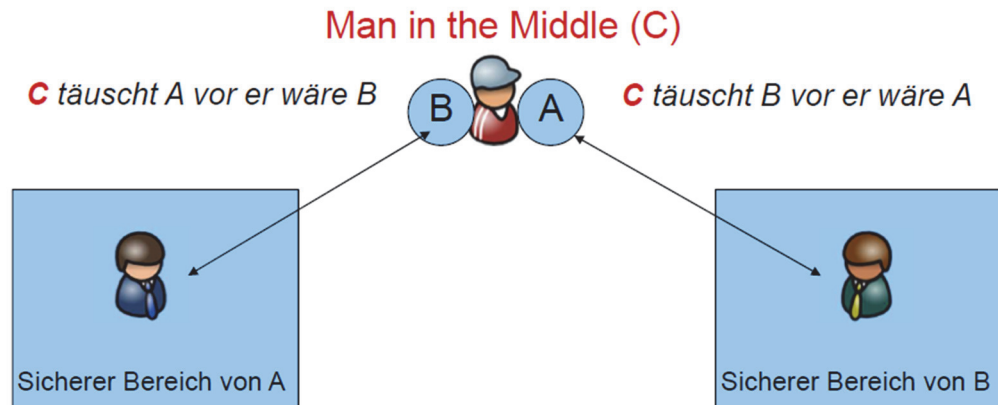 Man in the Middle (C)
C täuscht A vor er wäre B
B
A
C täuscht B vor er wäre A
Sicherer Bereich von A
Sicherer Bereich von B